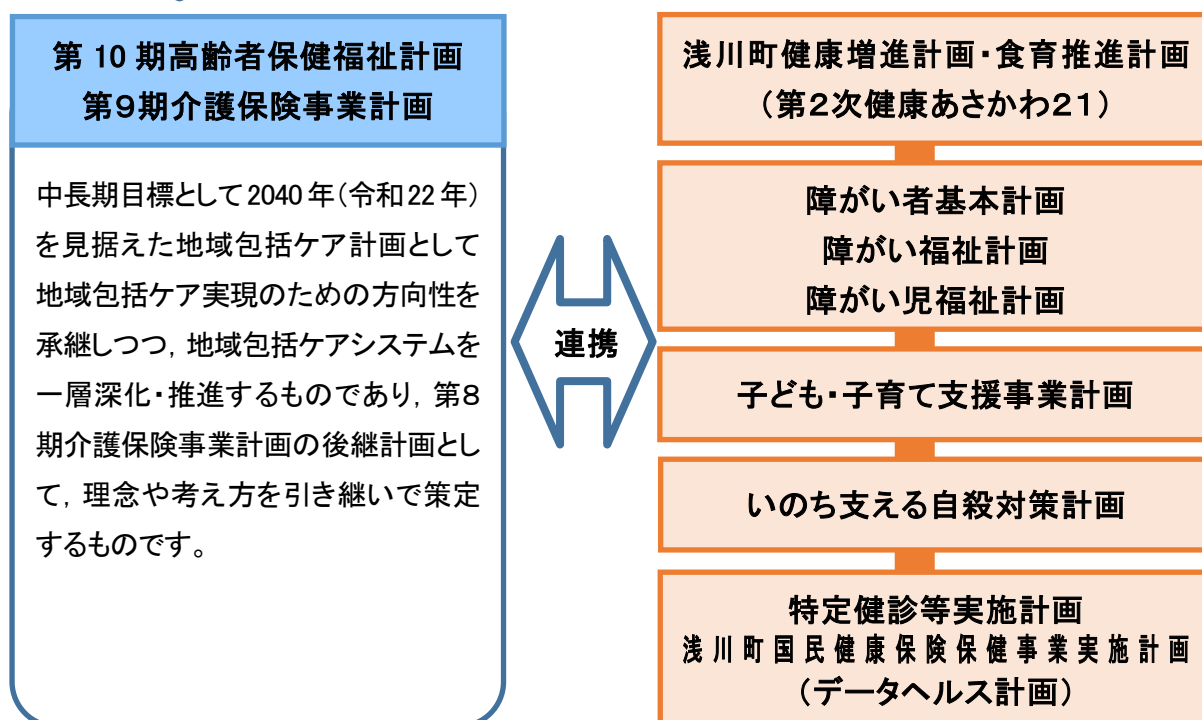 第10期高齢者保健福祉計画
第9期介護保険事業計画
中長期目標として2040年(令和22年)
を見据えた地域包括ケア計画として
地域包括ケア実現のための方向性を
承継しつつ，地域包括ケアシステムを
一層深化・推進するものであり，第8
期介護保険事業計画の後継計画とし
て，理念や考え方を引き継いで策定
するものです。
連携
浅川町健康増進計画・食育推進計画
（第2次健康あさかわ21）
障がい者基本計画
障がい福祉計画
障がい児福祉計画
子ども・子育て支援事業計画
いのち支える自殺対策計画
特定健診等実施計画
浅川町国民健康保険保健事業実施計画
（データヘルス計画）